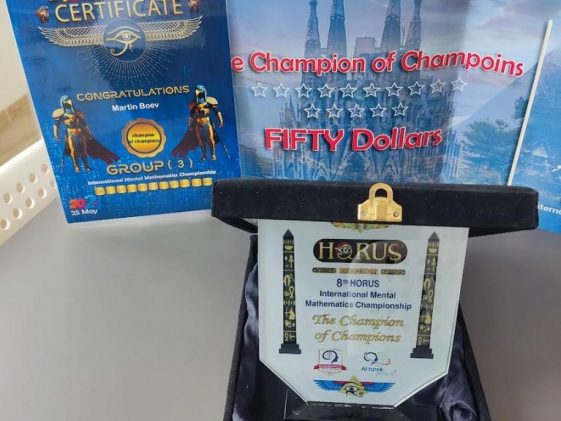 CERTIFICATE
CONGRATULATIONS
Martin Boev
Champion
of champions
GROUP ( 3 )
International Mental Mathematics Championship
25 May
e Champion of Champoins
FIFTY Dollars
HORUS
8th HORUS
International Mental
Mathematics Championship
The Champion
of Champions